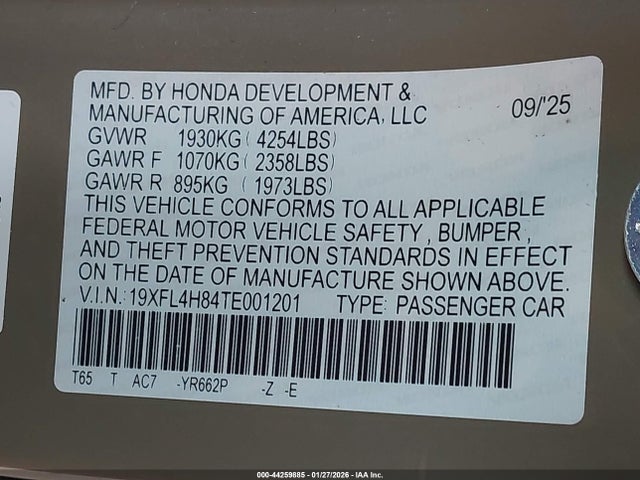 MFD. BY HONDA DEVELOPMENT &
MANUFACTURING OF AMERICA, LLC
09/'25
GVWR 1930KG ( 4254LBS)
GAWR F 1070KG ( 2358LBS)
GAWR R 895KG ( 1973LBS)
THIS VEHICLE CONFORMS TO ALL APPLICABLE
FEDERAL MOTOR VEHICLE SAFETY , BUMPER ,
AND THEFT PREVENTION STANDARDS IN EFFECT
ON THE DATE OF MANUFACTURE SHOWN ABOVE.
V.I.N.: 19XFL4H84TE001201 TYPE: PASSENGER CAR
T65 T AC7 -YR662P -Z -E
000-44259885 - 01/27/2026 - IAA Inc.